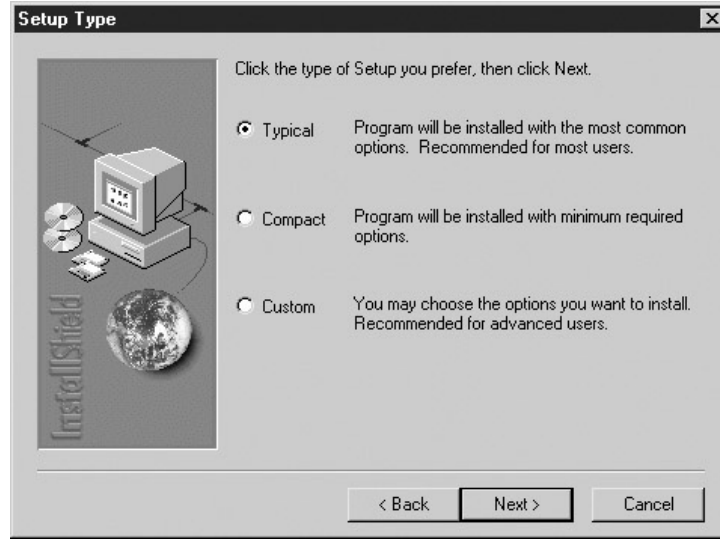 Setup Type
Click the type of Setup you prefer, then click Next.
Typical
Program will be installed with the most common
options.  Recommended for most users.
Compact
Program will be installed with minimum required
options.
Custom
You may choose the options you want to install.
Recommended for advanced users.
InstallShield
< Back
Next >
Cancel